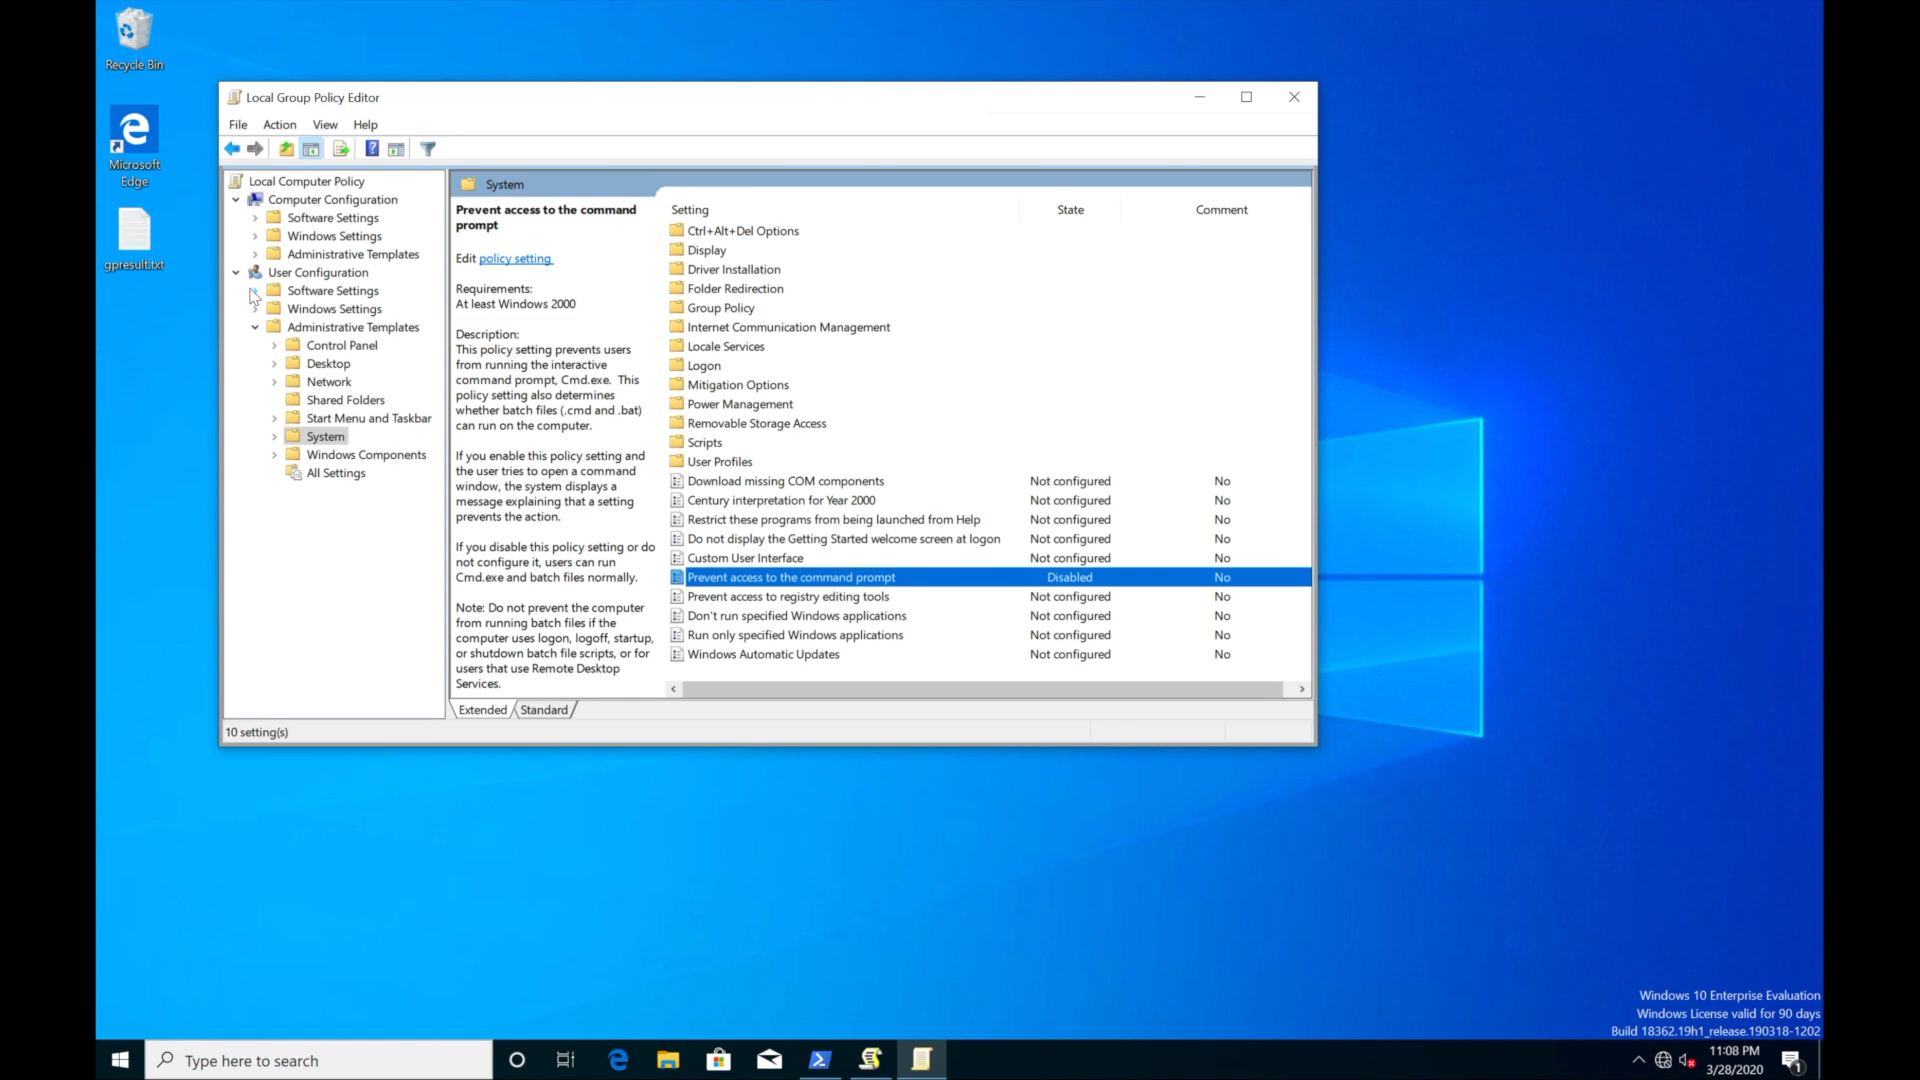 Recycle Bin
Microsoft
Edge
gpresult.txt
Local Group Policy Editor
File Action View Help
Local Computer Policy
Computer Configuration
Software Settings
Windows Settings
Administrative Templates
User Configuration
Software Settings
Windows Settings
Administrative Templates
Control Panel
Desktop
Network
Shared Folders
Start Menu and Taskbar
System
Windows Components
All Settings
System
Prevent access to the command
prompt
Edit policy setting
Requirements:
At least Windows 2000
Description:
This policy setting prevents users
from running the interactive
command prompt, Cmd.exe. This
policy setting also determines
whether batch files (.cmd and .bat)
can run on the computer.
If you enable this policy setting and
the user tries to open a command
window, the system displays a
message explaining that a setting
prevents the action.
If you disable this policy setting or do
not configure it, users can run
Cmd.exe and batch files normally.
Note: Do not prevent the computer
from running batch files if the
computer uses logon, logoff, startup,
or shutdown batch file scripts, or for
users that use Remote Desktop
Services.
Setting State Comment
Ctrl+Alt+Del Options
Display
Driver Installation
Folder Redirection
Group Policy
Internet Communication Management
Locale Services
Logon
Mitigation Options
Power Management
Removable Storage Access
Scripts
User Profiles
Download missing COM components Not configured No
Century interpretation for Year 2000 Not configured No
Restrict these programs from being launched from Help Not configured No
Do not display the Getting Started welcome screen at logon Not configured No
Custom User Interface Not configured No
Prevent access to the command prompt Disabled No
Prevent access to registry editing tools Not configured No
Don't run specified Windows applications Not configured No
Run only specified Windows applications Not configured No
Windows Automatic Updates Not configured No
Extended Standard
10 setting(s)
Windows 10 Enterprise Evaluation
Windows License valid for 90 days
Build 18362.19h1_release.190318-1202
Type here to search
11:08 PM
3/28/2020
1